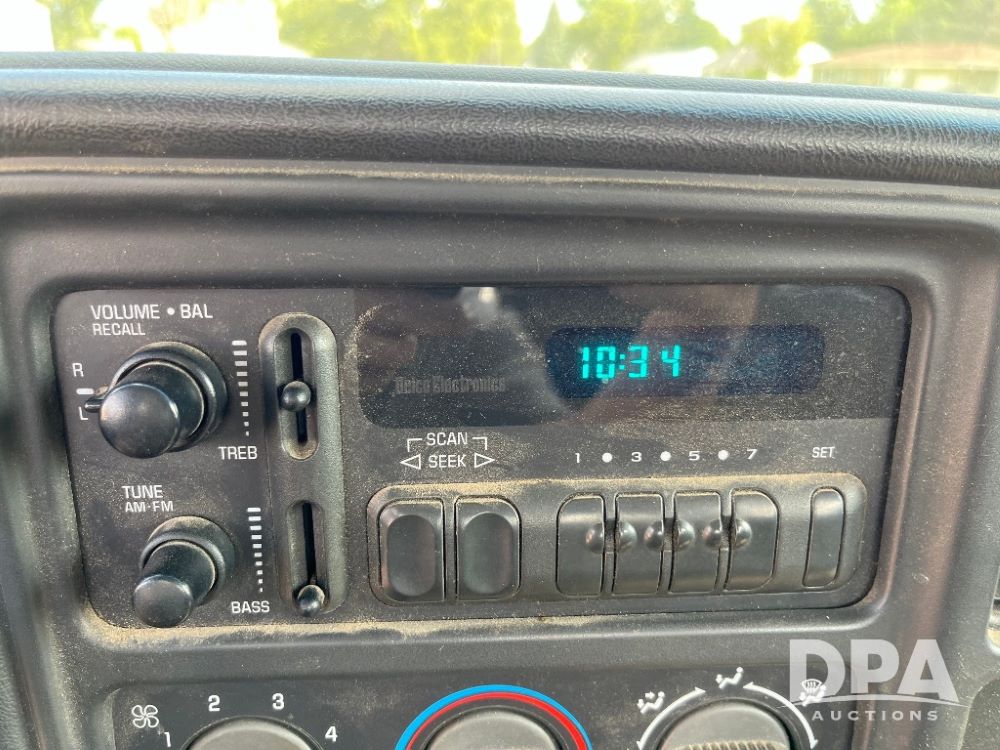 VOLUME • BAL
RECALL
R
L
TREB
TUNE
AM-FM
BASS
Delco Electronics
10:34
SCAN
SEEK
1 • 3 • 5 • 7
SET
1
2
3
4
DPA
AUCTIONS